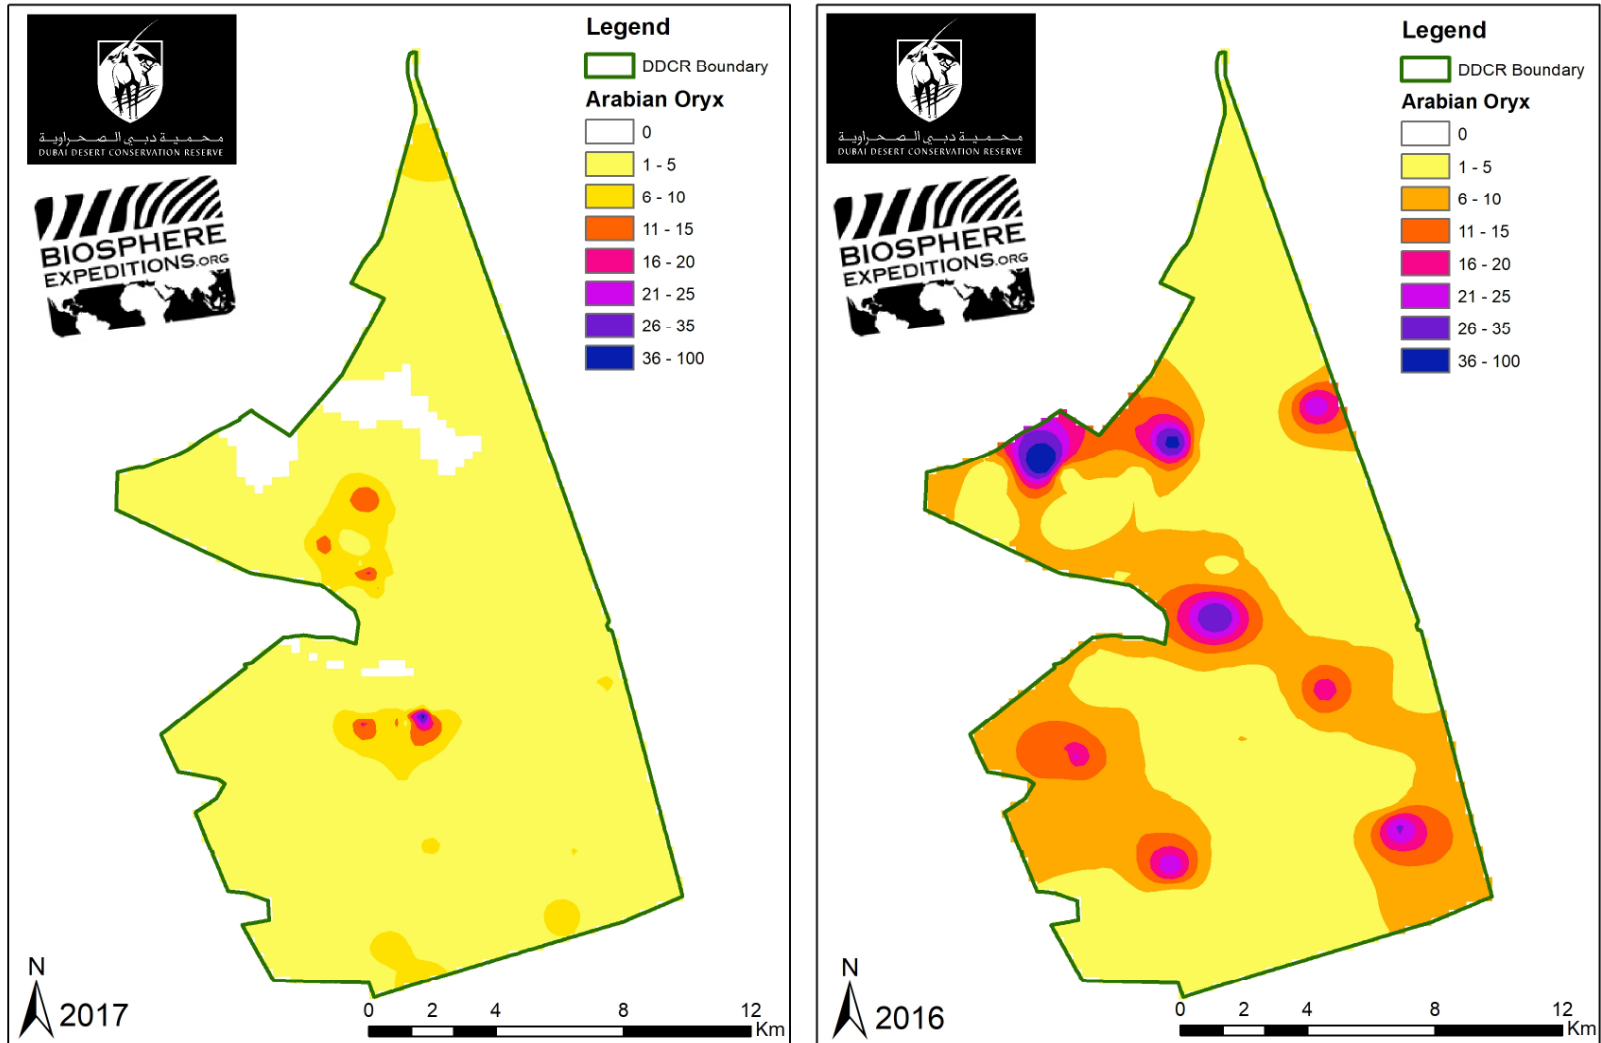 محمية دبي الصحراوية
DUBAI DESERT CONSERVATION RESERVE
BIOSPHERE
EXPEDITIONS.ORG
Legend
DDCR Boundary
Arabian Oryx
0
1 - 5
6 - 10
11 - 15
16 - 20
21 - 25
26 - 35
36 - 100
N
2017
0 2 4 8 12
Km
محمية دبي الصحراوية
DUBAI DESERT CONSERVATION RESERVE
BIOSPHERE
EXPEDITIONS.ORG
Legend
DDCR Boundary
Arabian Oryx
0
1 - 5
6 - 10
11 - 15
16 - 20
21 - 25
26 - 35
36 - 100
N
2016
0 2 4 8 12
Km